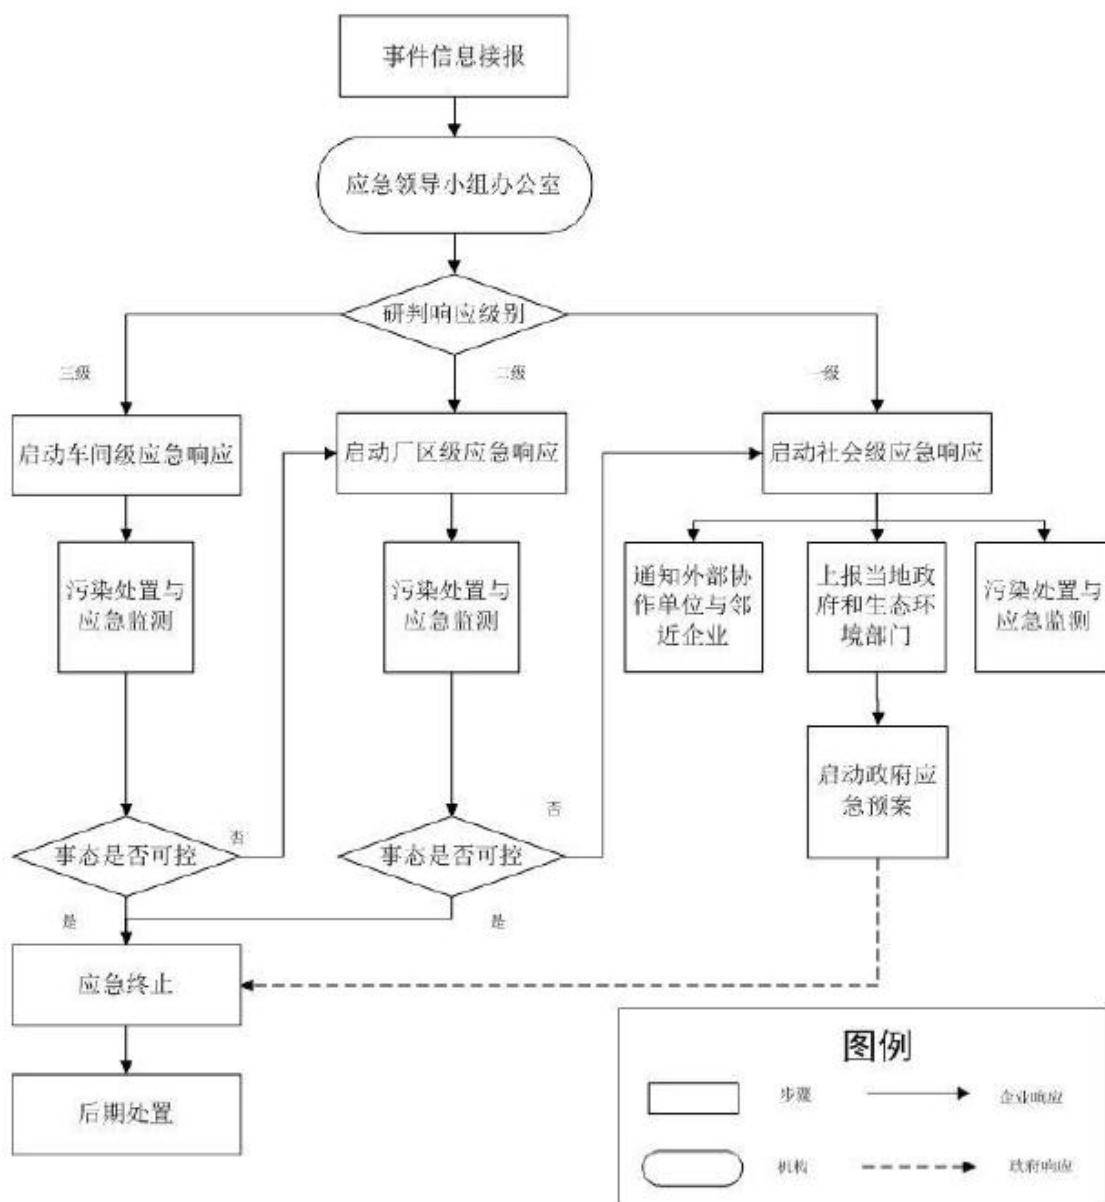 事件信息接报
应急领导小组办公室
研判响应级别
三级
二级
一级
启动车间级应急响应
启动厂区级应急响应
启动社会级应急响应
污染处置与
应急监测
污染处置与
应急监测
通知外部协
作单位与邻
近企业
上报当地政
府和生态环
境部门
污染处置与
应急监测
启动政府应
急预案
否
否
事态是否可控
事态是否可控
是
是
应急终止
后期处置
图例
步骤
企业响应
机构
政府响应